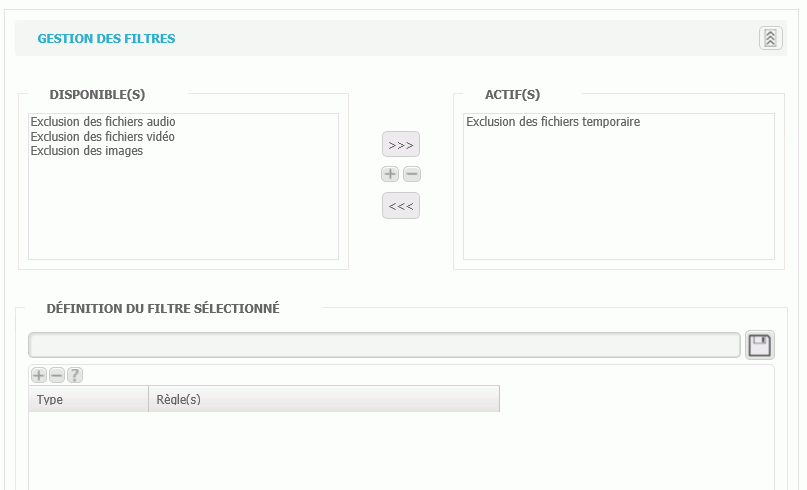 GESTION DES FILTRES
DISPONIBLE(S)
Exclusion des fichiers audio
Exclusion des fichiers vidéo
Exclusion des images
>>>
<<<
ACTIF(S)
Exclusion des fichiers temporaire
DÉFINITION DU FILTRE SÉLECTIONNÉ
?
Type Règle(s)